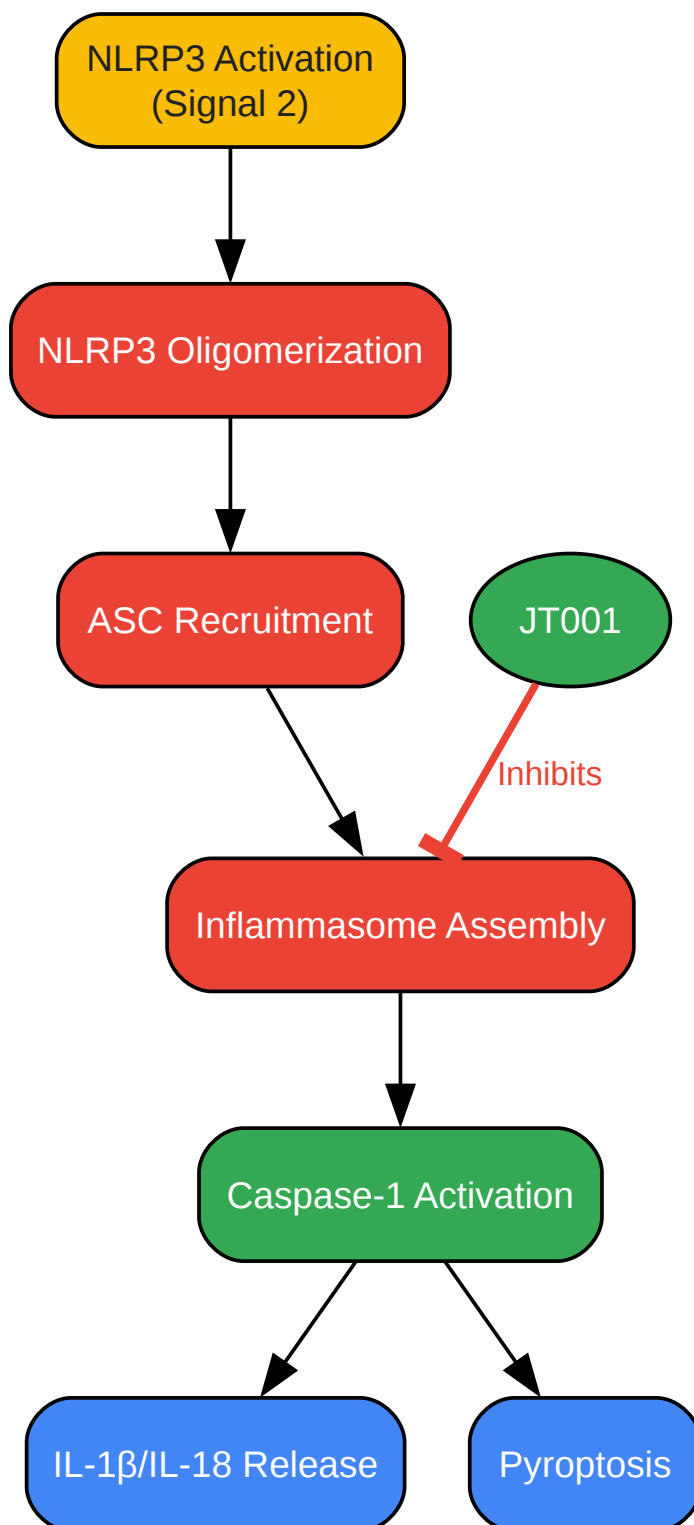 NLRP3 Activation
(Signal 2)
NLRP3 Oligomerization
ASC Recruitment
JT001
Inhibits
Inflammasome Assembly
Caspase-1 Activation
IL-1β/IL-18 Release
Pyroptosis